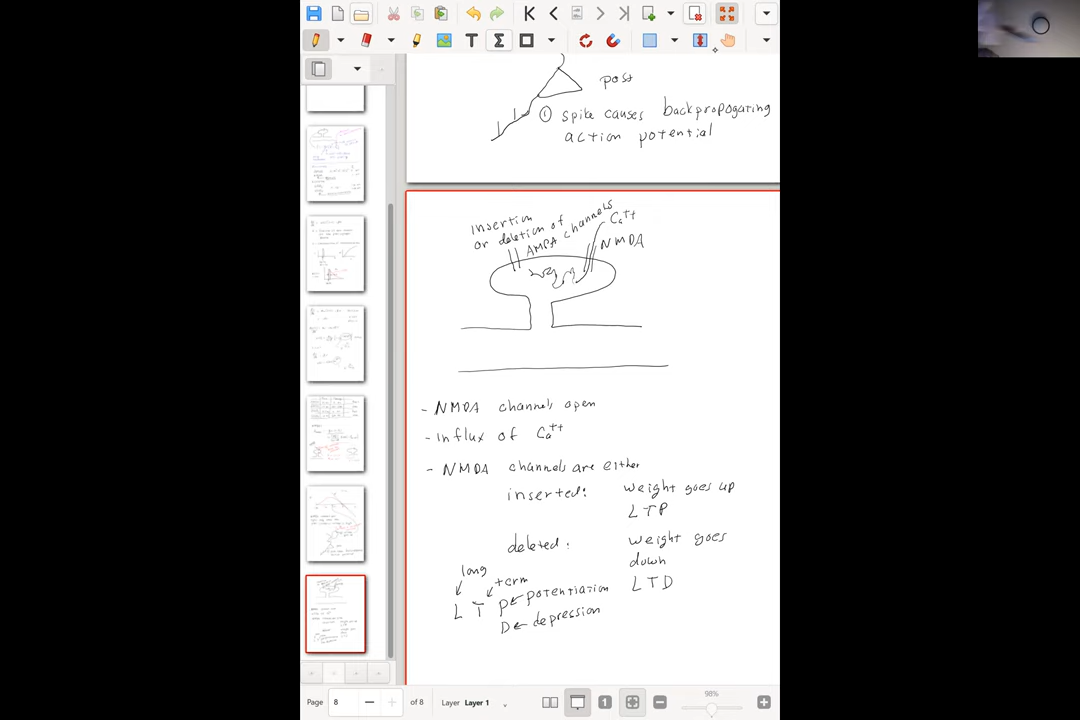 post
① spike causes backpropogating
action potential
Insertion
or deletion of
AMPA channels
Ca++
NMDA
- NMDA channels open
- Influx of Ca++
- NMDA channels are either
inserted: weight goes up
LTP
deleted: weight goes
down
LTD
long
term
L T P ← potentiation
D ← depression
Page 8 of 8 Layer Layer 1 98%